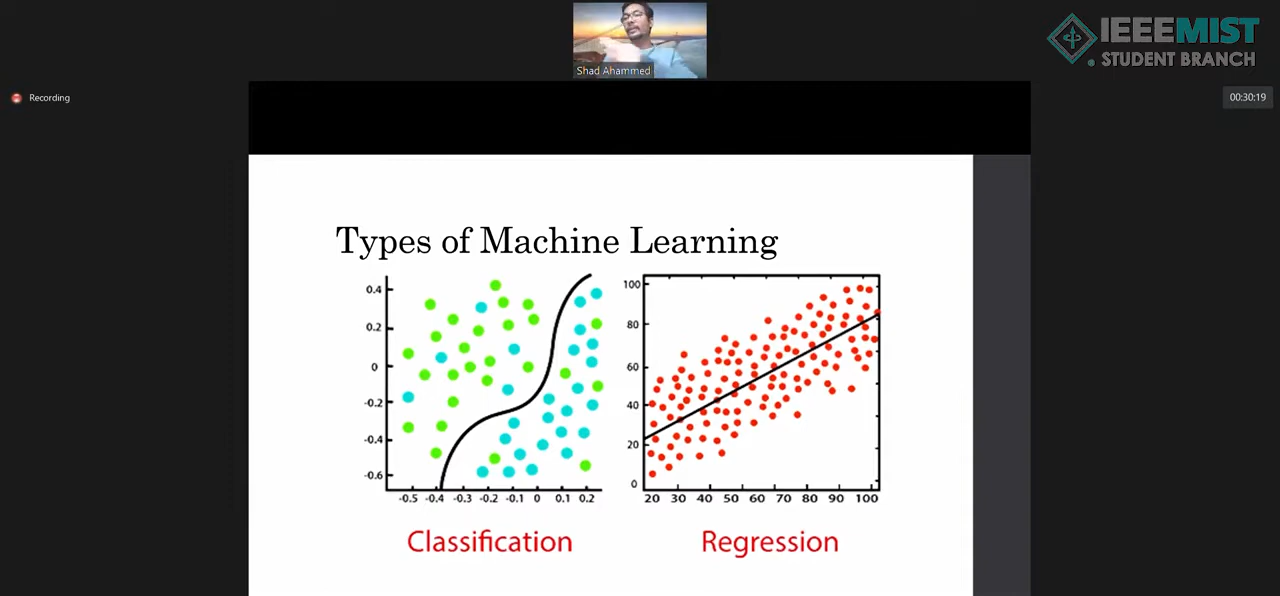 Shad Ahammed
IEEEMIST
STUDENT BRANCH
Recording
00:30:19
Types of Machine Learning
0.4
0.2
0
-0.2
-0.4
-0.6
-0.5 -0.4 -0.3 -0.2 -0.1 0 0.1 0.2
100
80
60
40
20
0
20 30 40 50 60 70 80 90 100
Classification
Regression